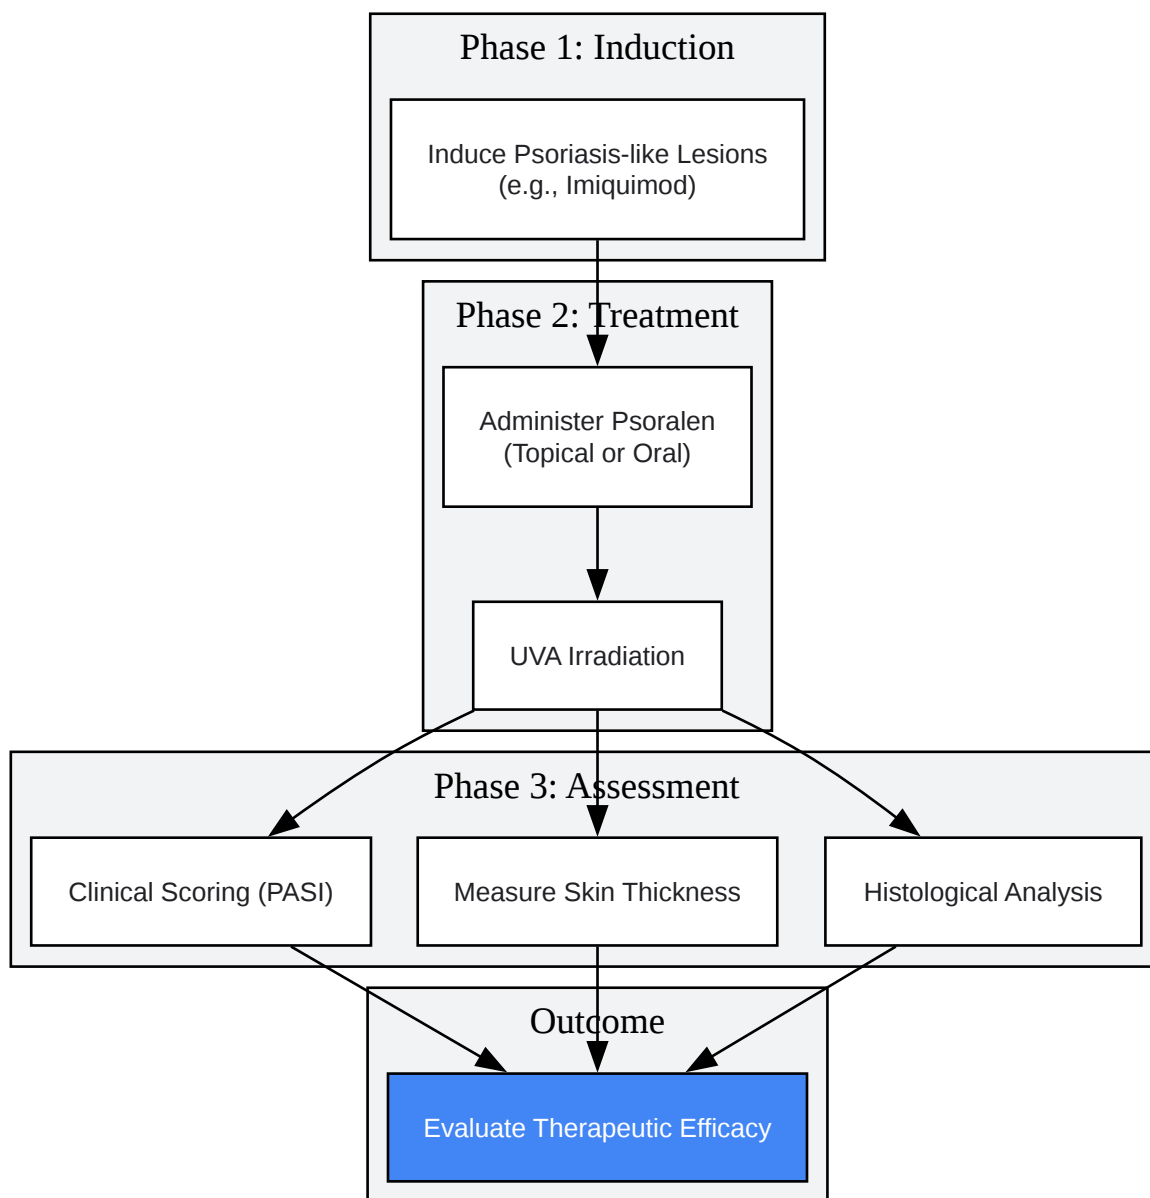 Phase 1: Induction
Induce Psoriasis-like Lesions
(e.g., Imiquimod)
Phase 2: Treatment
Administer Psoralen
(Topical or Oral)
UVA Irradiation
Phase 3: Assessment
Clinical Scoring (PASI)
Measure Skin Thickness
Histological Analysis
Outcome
Evaluate Therapeutic Efficacy